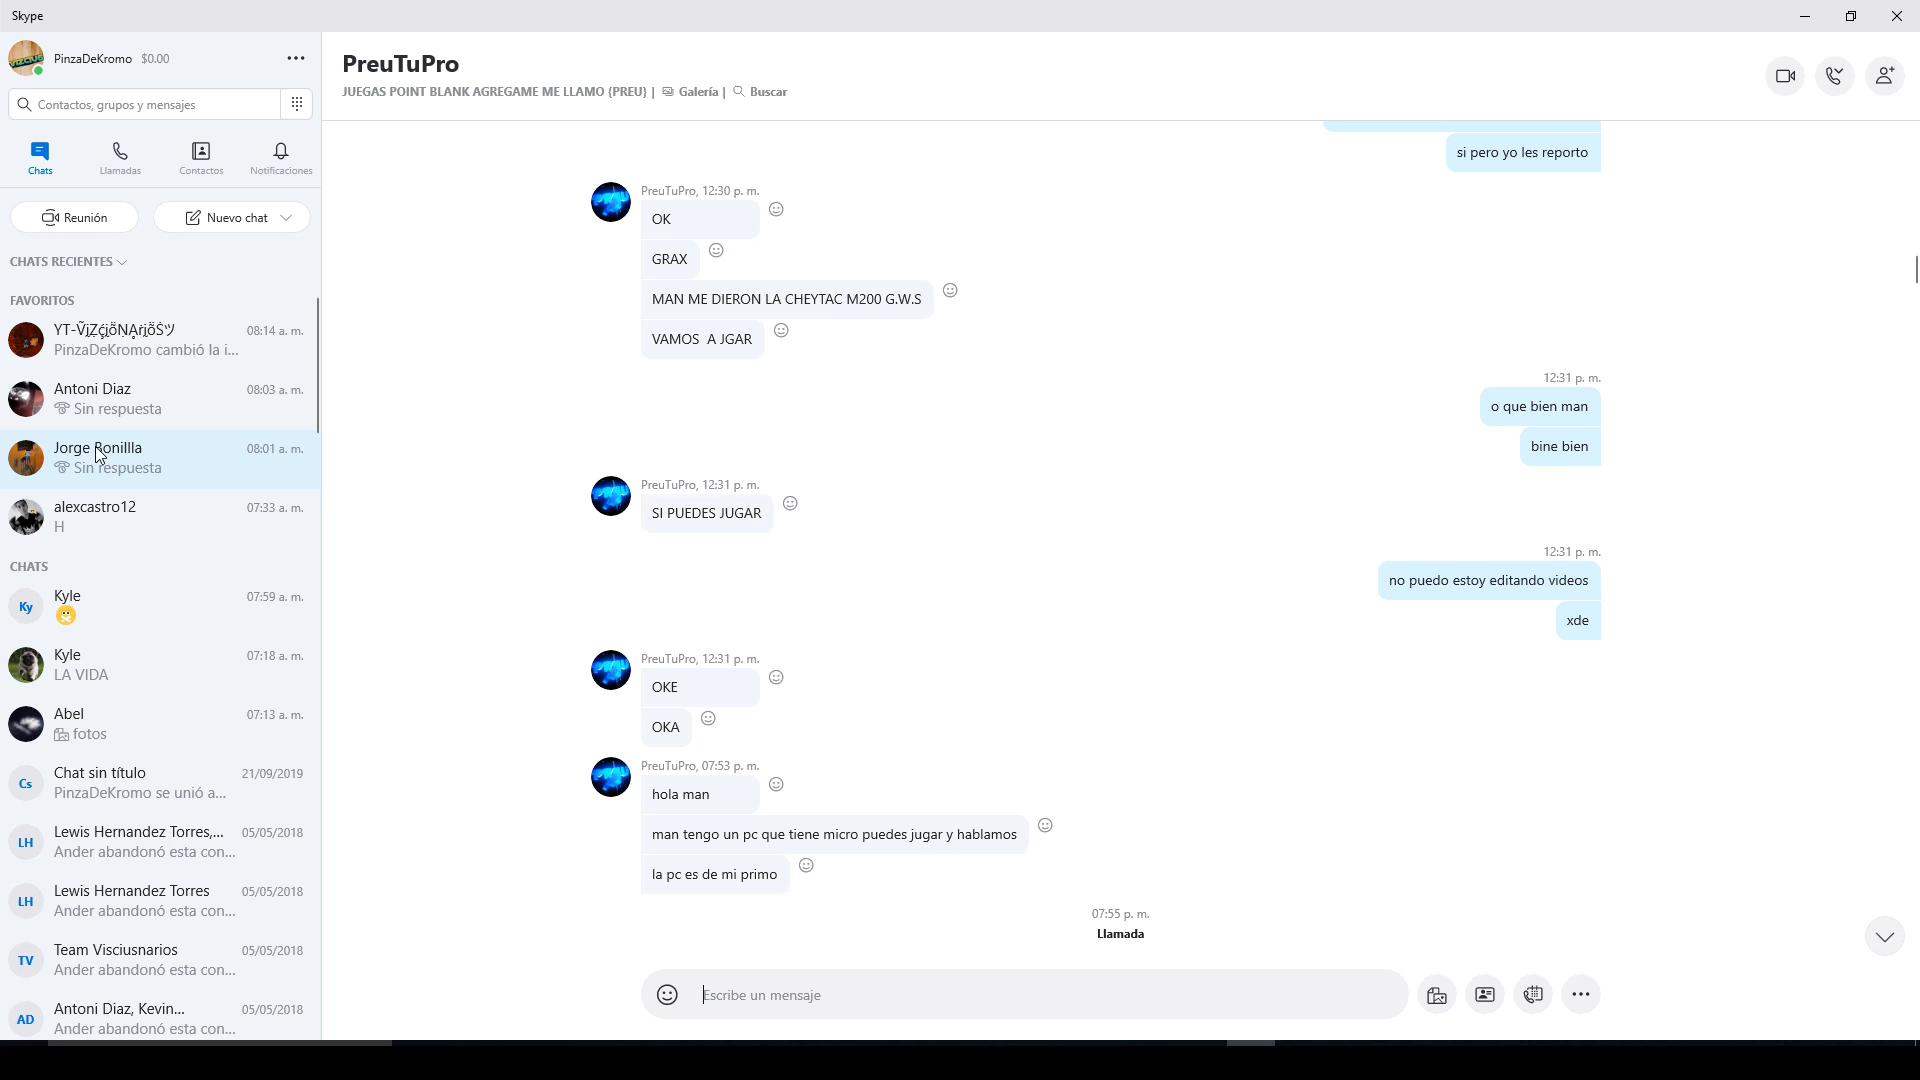 Skype
PinzaDeKromo $0.00
Contactos, grupos y mensajes
Chats
Llamadas
Contactos
Notificaciones
Reunión
Nuevo chat
CHATS RECIENTES
FAVORITOS
08:14 a. m.
PinzaDeKromo cambió la i...
Antoni Diaz 08:03 a. m.
Sin respuesta
Jorge Bonillla 08:01 a. m.
Sin respuesta
alexcastro12 07:33 a. m.
H
CHATS
Ky Kyle 07:59 a. m.
Kyle 07:18 a. m.
LA VIDA
Abel 07:13 a. m.
fotos
Cs Chat sin título 21/09/2019
PinzaDeKromo se unió a...
LH Lewis Hernandez Torres,... 05/05/2018
Ander abandonó esta con...
LH Lewis Hernandez Torres 05/05/2018
Ander abandonó esta con...
TV Team Visciusnarios 05/05/2018
Ander abandonó esta con...
AD Antoni Diaz, Kevin... 05/05/2018
Ander abandonó esta con...
PreuTuPro
JUEGAS POINT BLANK AGREGAME ME LLAMO {PREU} | Galería | Buscar
si pero yo les reporto
PreuTuPro, 12:30 p. m.
OK
GRAX
MAN ME DIERON LA CHEYTAC M200 G.W.S
VAMOS A JGAR
12:31 p. m.
o que bien man
bine bien
PreuTuPro, 12:31 p. m.
SI PUEDES JUGAR
12:31 p. m.
no puedo estoy editando videos
xde
PreuTuPro, 12:31 p. m.
OKE
OKA
PreuTuPro, 07:53 p. m.
hola man
man tengo un pc que tiene micro puedes jugar y hablamos
la pc es de mi primo
07:55 p. m.
Llamada
Escribe un mensaje